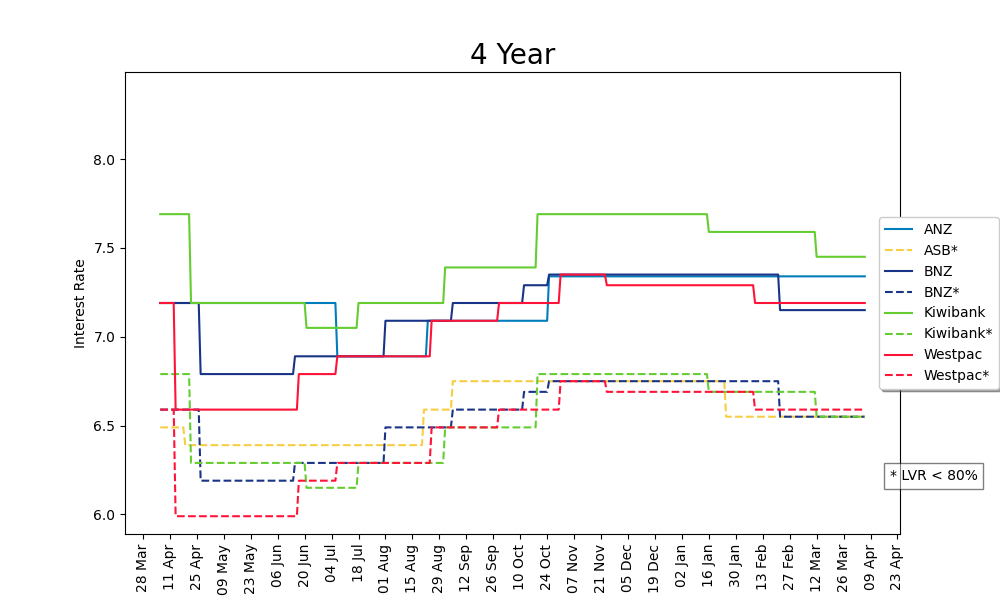 4 Year
Interest Rate
8.0
7.5
7.0
6.5
6.0
28 Mar
11 Apr
25 Apr
09 May
23 May
06 Jun
20 Jun
04 Jul
18 Jul
01 Aug
15 Aug
29 Aug
12 Sep
26 Sep
10 Oct
24 Oct
07 Nov
21 Nov
05 Dec
19 Dec
02 Jan
16 Jan
30 Jan
13 Feb
27 Feb
12 Mar
26 Mar
09 Apr
23 Apr
ANZ
ASB*
BNZ
BNZ*
Kiwibank
Kiwibank*
Westpac
Westpac*
* LVR < 80%